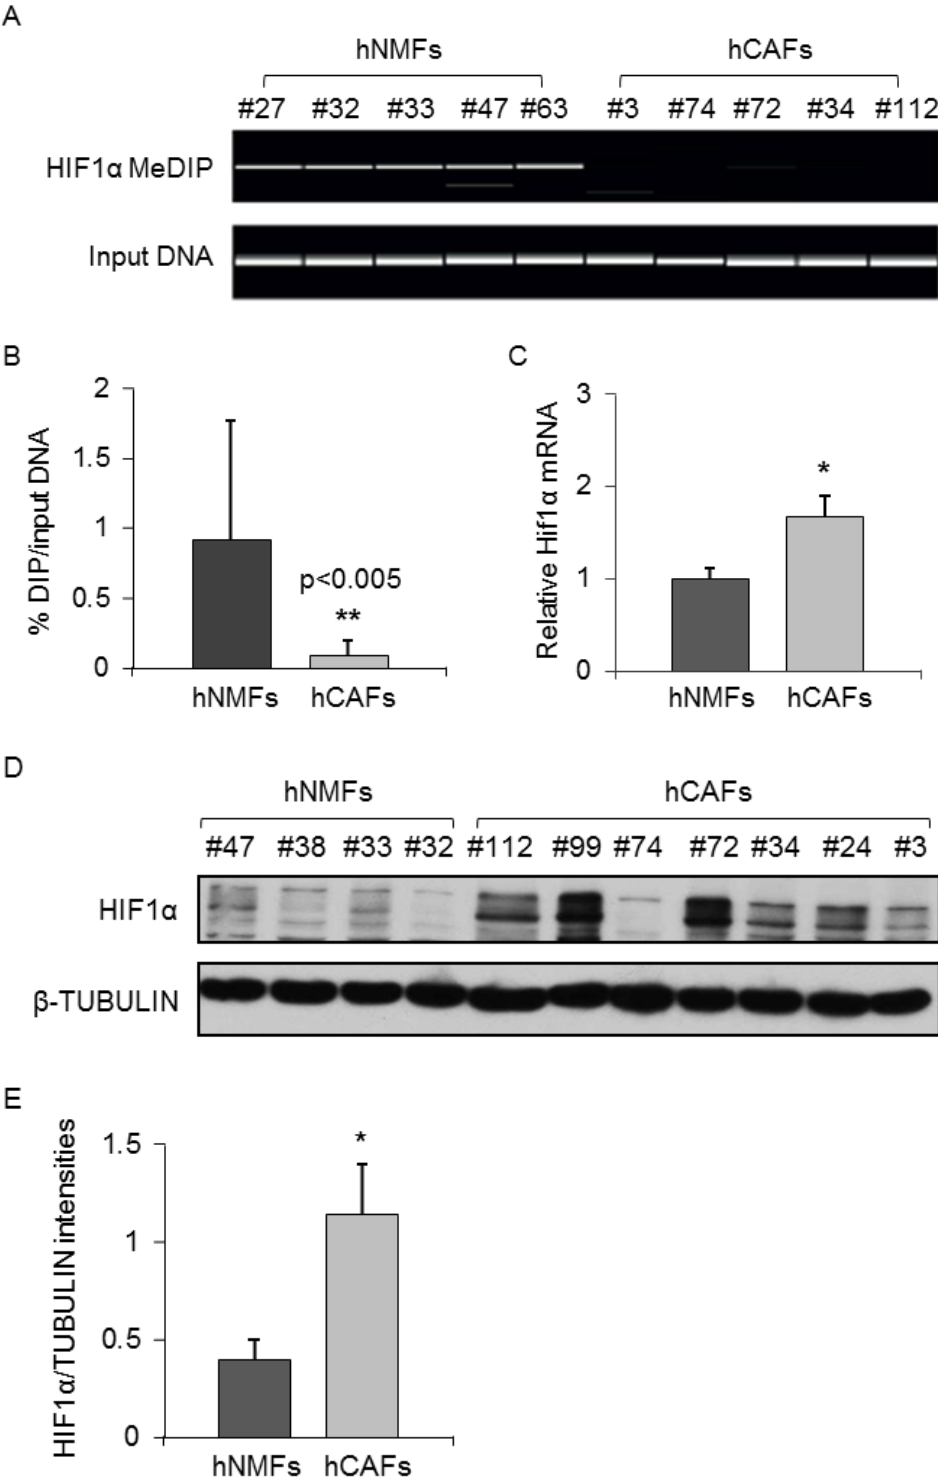 A
hNMFs hCAFs
#27 #32 #33 #47 #63 #3 #74 #72 #34 #112
HIF1α MeDIP
Input DNA
B
% DIP/input DNA
2
1.5
1
0.5
0
p<0.005
**
hNMFs hCAFs
C
Relative Hif1α mRNA
3
2
1
0
*
hNMFs hCAFs
D
hNMFs hCAFs
#47 #38 #33 #32 #112 #99 #74 #72 #34 #24 #3
HIF1α
β-TUBULIN
E
HIF1α/TUBULIN intensities
1.5
1
0.5
0
*
hNMFs hCAFs